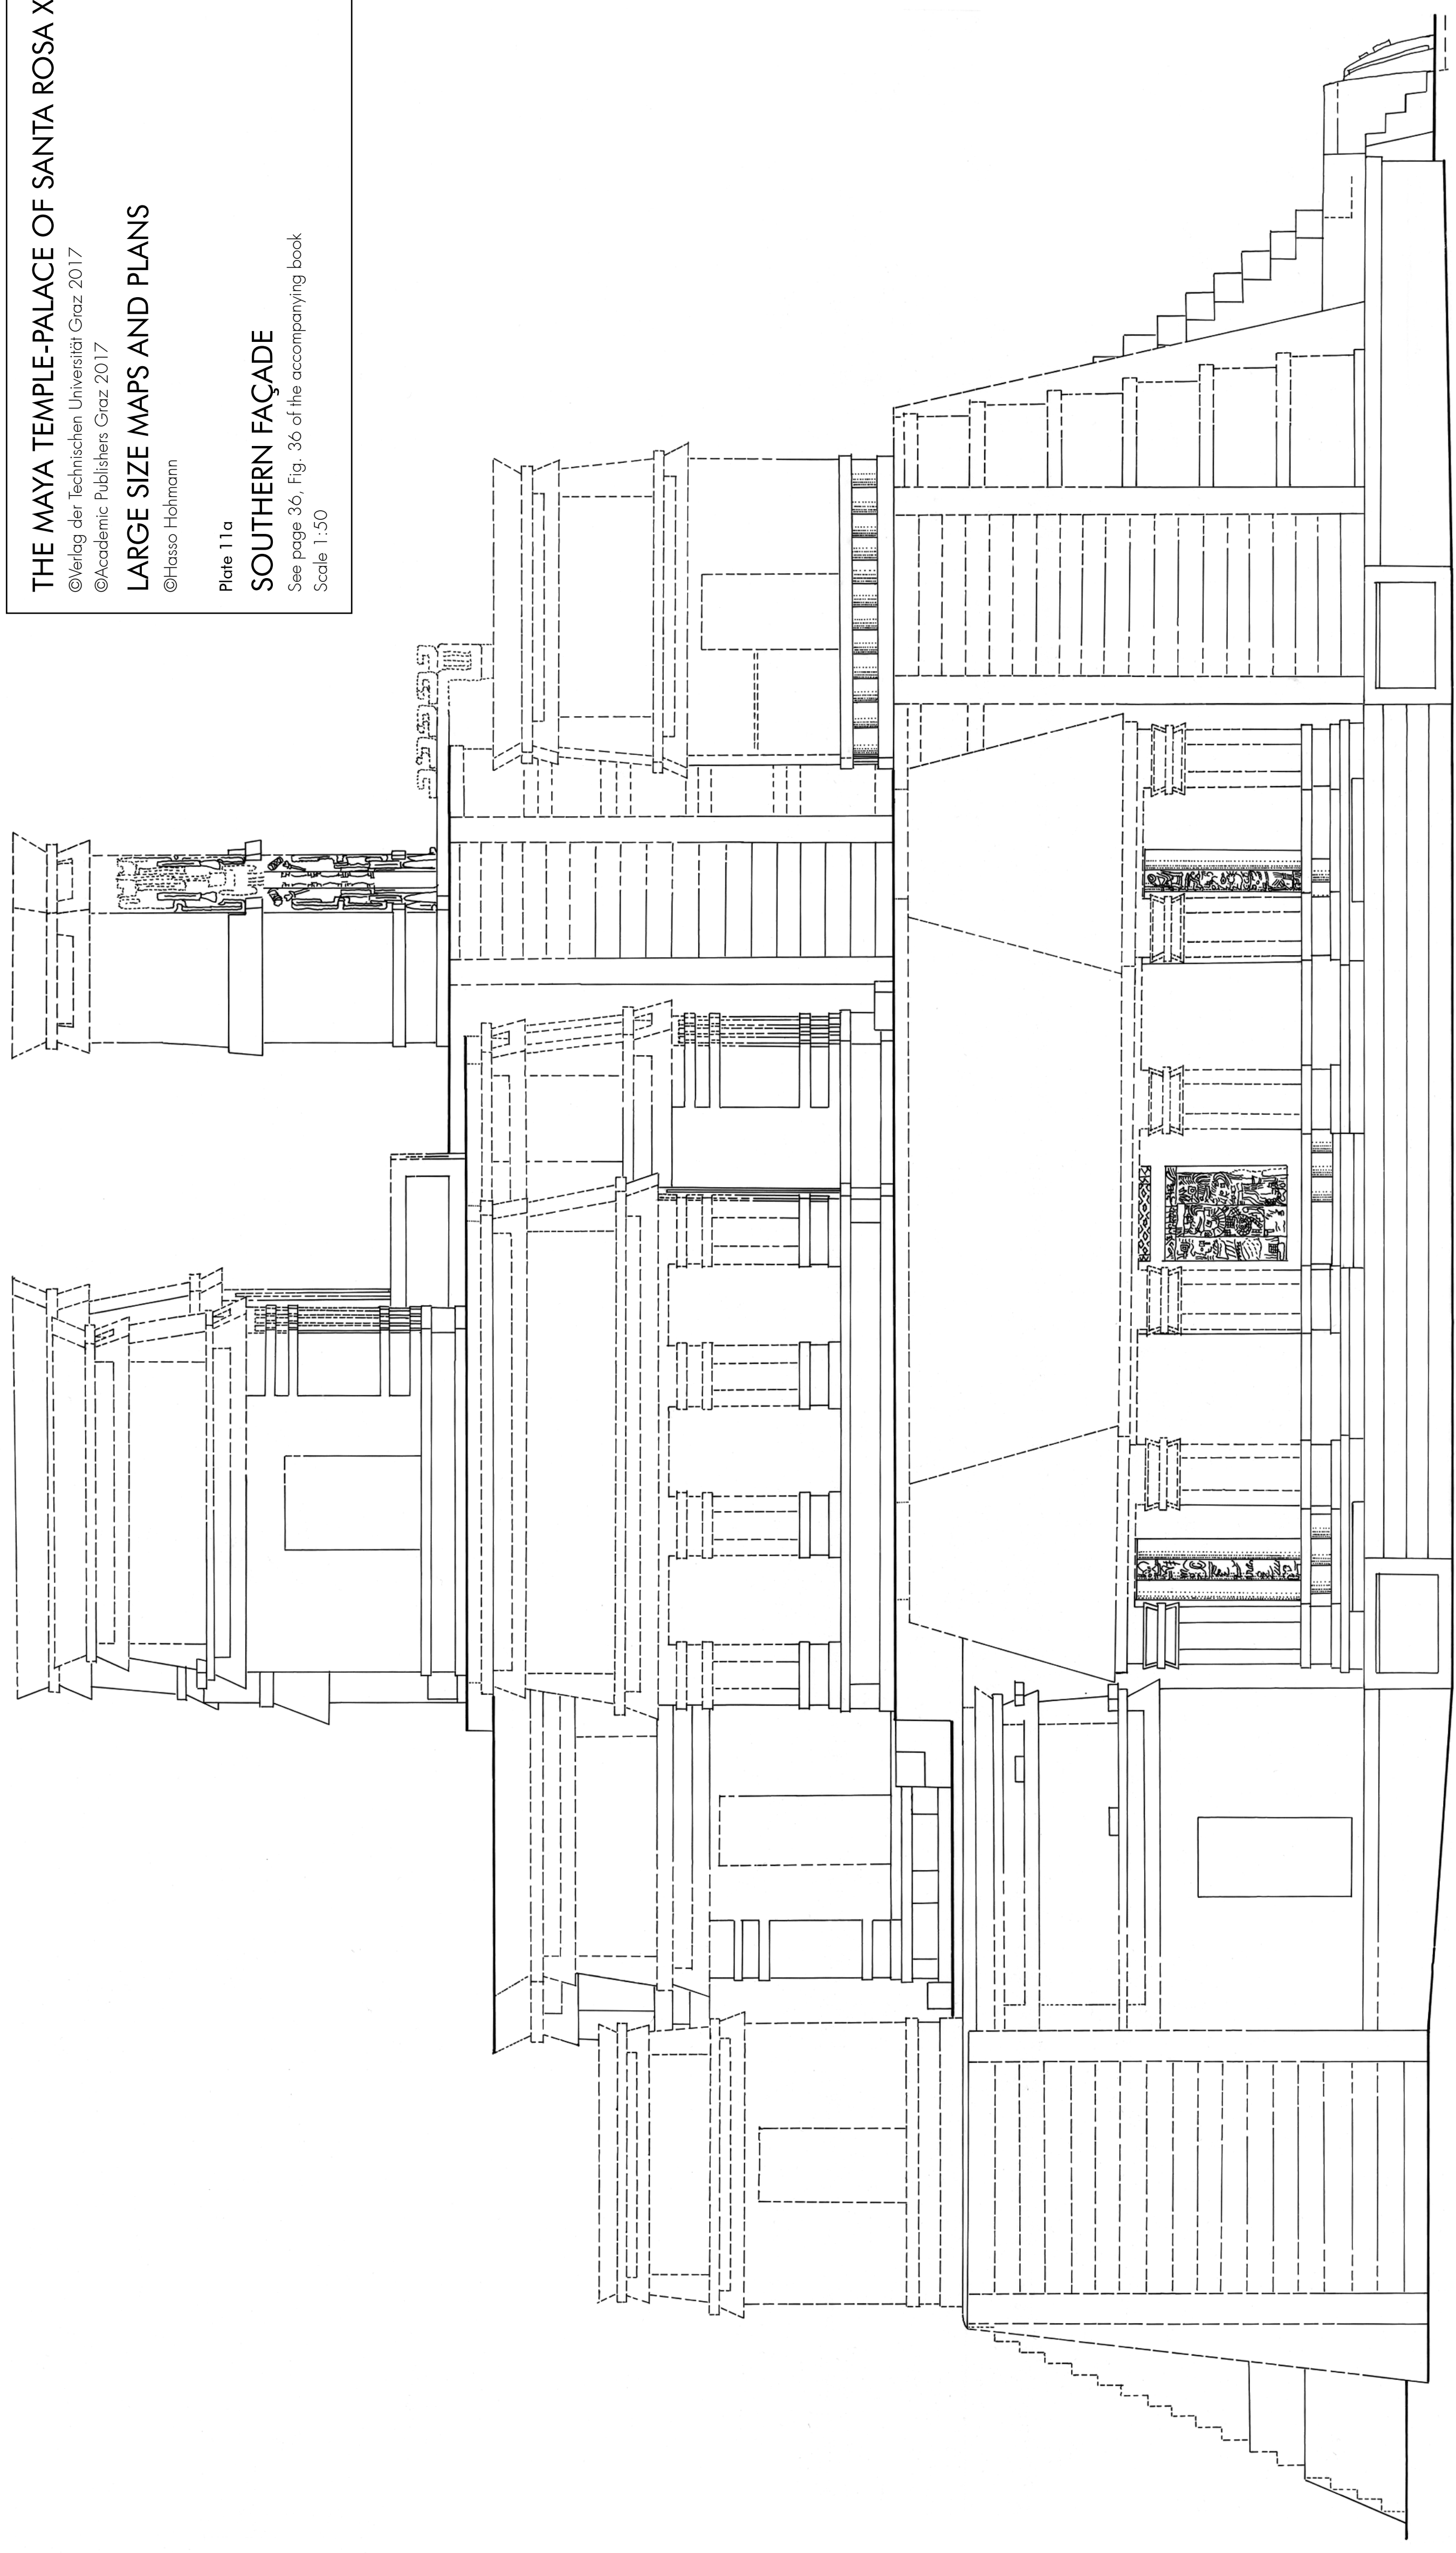 THE MAYA TEMPLE-PALACE OF SANTA ROSA X
©Verlag der Technischen Universität Graz 2017
©Academic Publishers Graz 2017
LARGE SIZE MAPS AND PLANS
©Hasso Hohmann
Plate 11a
SOUTHERN FAÇADE
See page 36, Fig. 36 of the accompanying book
Scale 1:50